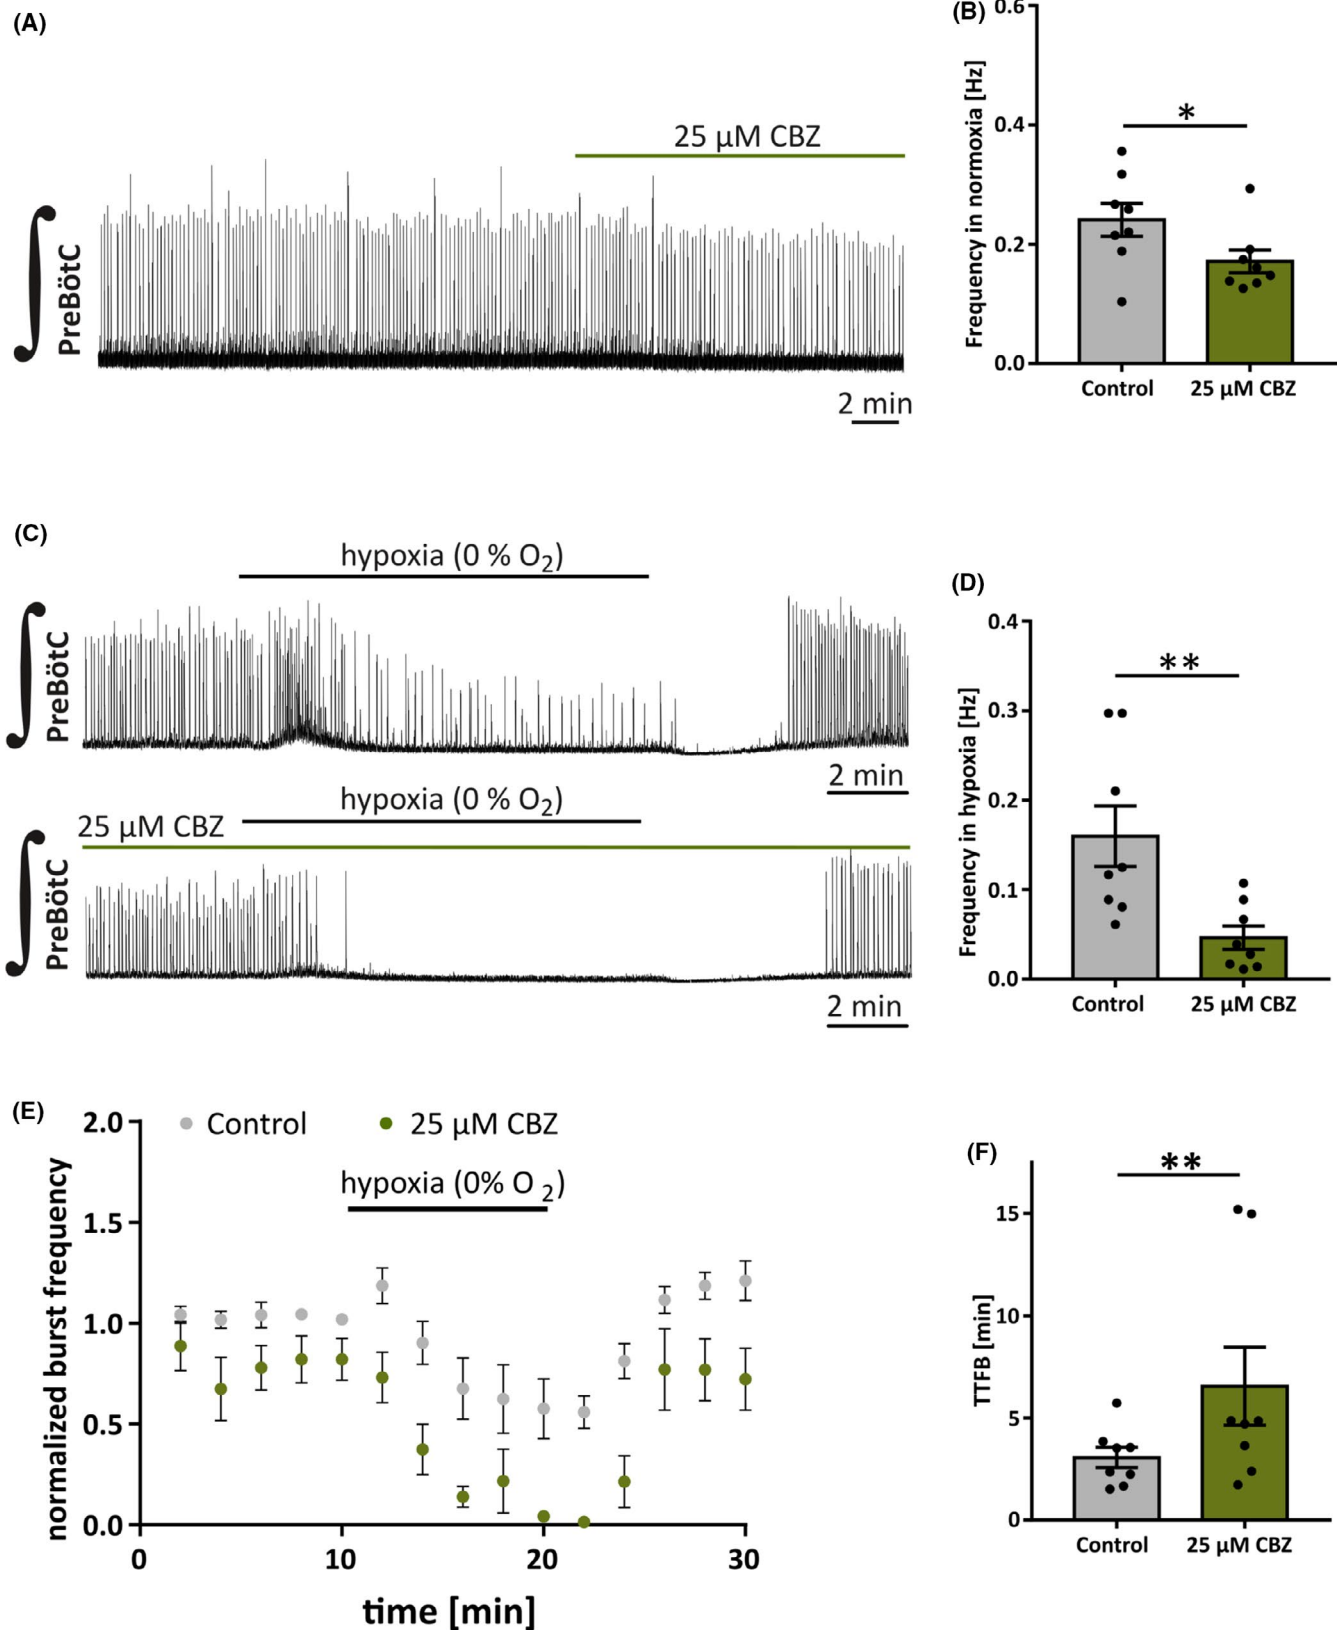 (A)
25 µM CBZ
∫ PreBötC
2 min
(B)
Frequency in normoxia [Hz]
0.6
0.4
0.2
0.0
*
Control
25 µM CBZ
(C)
hypoxia (0 % O₂)
∫ PreBötC
2 min
hypoxia (0 % O₂)
25 µM CBZ
∫ PreBötC
2 min
(D)
Frequency in hypoxia [Hz]
0.4
0.3
0.2
0.1
0.0
**
Control
25 µM CBZ
(E)
normalized burst frequency
2.0
1.5
1.0
0.5
0.0
Control
25 µM CBZ
hypoxia (0% O ₂)
0
10
20
30
time [min]
(F)
TTFB [min]
15
10
5
0
**
Control
25 µM CBZ